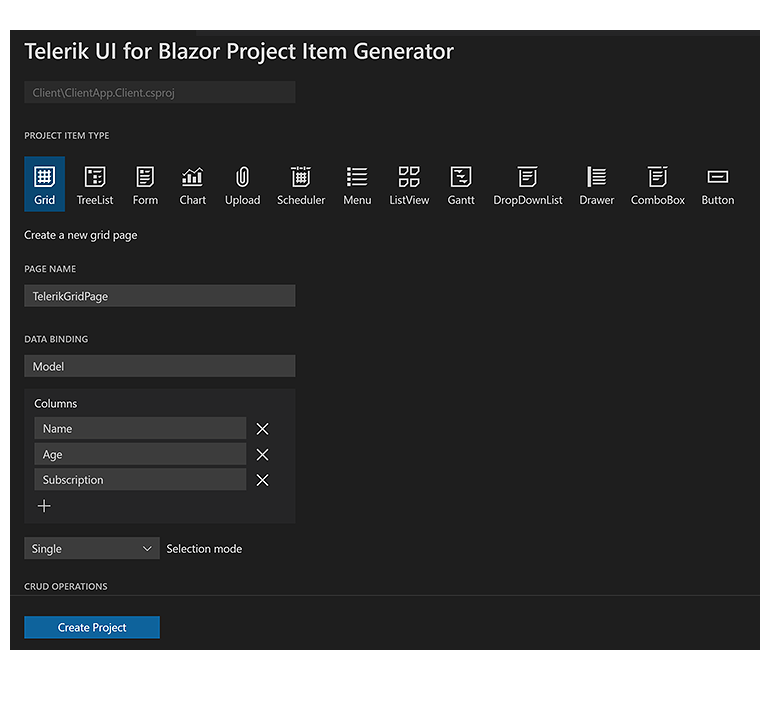 Telerik UI for Blazor Project Item Generator
Client\ClientApp.Client.csproj
PROJECT ITEM TYPE
Grid TreeList Form Chart Upload Scheduler Menu ListView Gantt DropDownList Drawer ComboBox Button
Create a new grid page
PAGE NAME
TelerikGridPage
DATA BINDING
Model
Columns
Name
Age
Subscription
Single Selection mode
CRUD OPERATIONS
Create Project